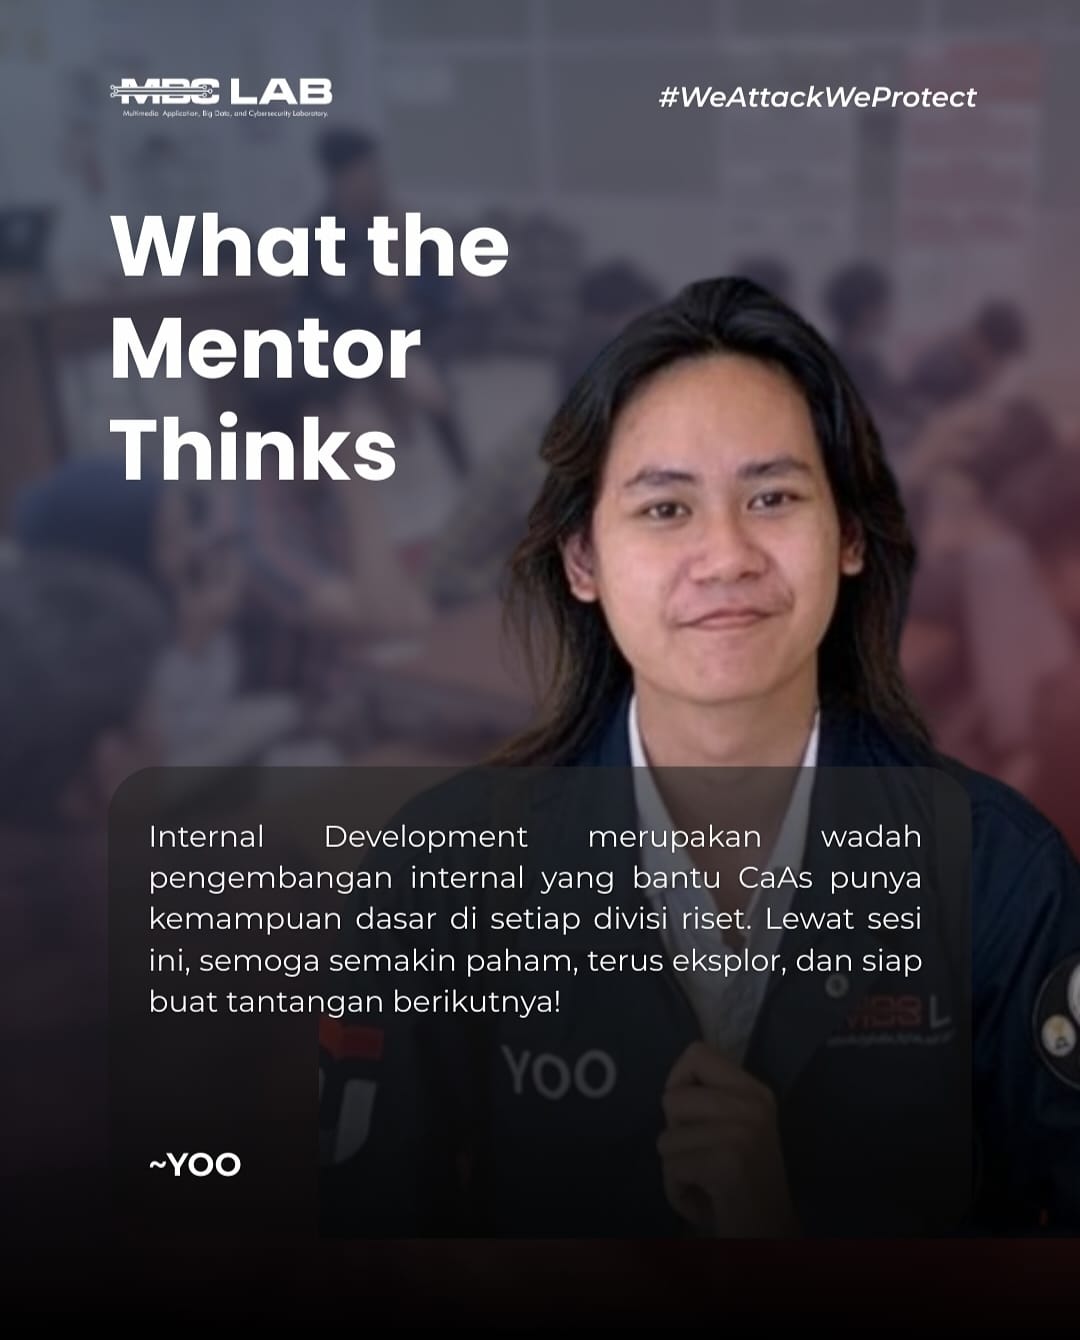 MBC LAB
#WeAttackWeProtect
Multimedia Application, Big Data, and Cybersecurity Laboratory.
What the
Mentor
Thinks
Internal Development merupakan wadah
pengembangan internal yang bantu CaAs punya
kemampuan dasar di setiap divisi riset. Lewat sesi
ini, semoga semakin paham, terus eksplor, dan siap
buat tantangan berikutnya!
YOO
~YOO